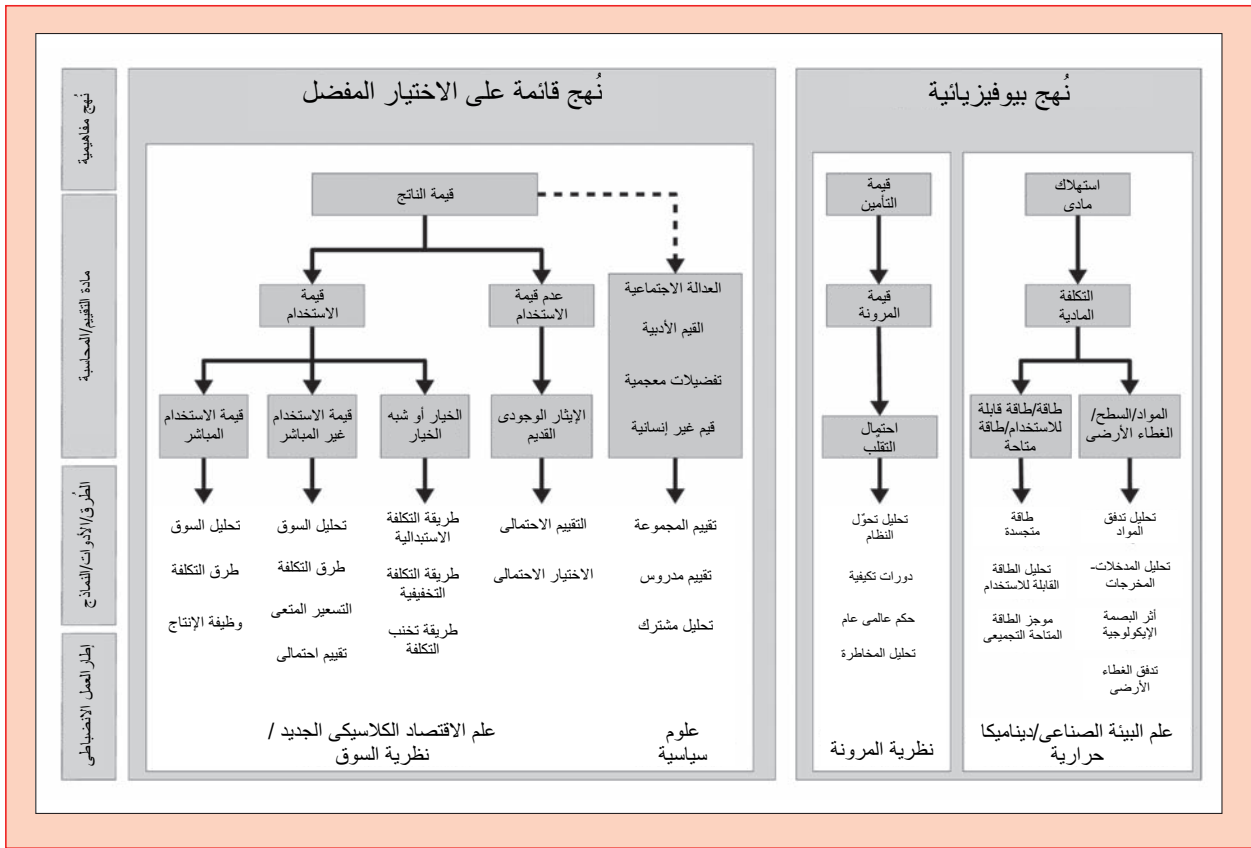 نُهج مفاهيمية
مادة التقييم/المحاسبة
الطُرق/الأدوات/النماذج
إطار العمل الانضباطى
نُهج قائمة على الاختيار المفضل
قيمة الناتج
قيمة
الاستخدام
عدم قيمة
الاستخدام
العدالة الاجتماعية
القيم الأدبية
تفضيلات معجمية
قيم غير إنسانية
قيمة الاستخدام
المباشر
قيمة الاستخدام
غير المباشر
الخيار أو شبه
الخيار
الإيثار الوجودى
القديم
تحليل السوق
طرق التكلفة
وظيفة الإنتاج
تحليل السوق
طرق التكلفة
التسعير المتعى
تقييم احتمالى
طريقة التكلفة
الاستبدالية
طريقة التكلفة
التخفيفية
طريقة تخنب
التكلفة
التقييم الاحتمالى
الاختيار الاحتمالى
تقييم المجموعة
تقييم مدروس
تحليل مشترك
علم الاقتصاد الكلاسيكى الجديد /
نظرية السوق
علوم
سياسية
نُهج بيوفيزيائية
قيمة
التأمين
قيمة
المرونة
احتمال
التقلّب
تحليل تحوّل
النظام
دورات تكيفية
حكم عالمى عام
تحليل المخاطرة
نظرية المرونة
استهلاك
مادى
التكلفة
المادية
طاقة/طاقة قابلة
للاستخدام/طاقة
متاحة
المواد/السطح/
الغطاء الأرضى
طاقة
متجسدة
تحليل الطاقة
القابلة للاستخدام
موجز الطاقة
المتاحة التجميعى
تحليل تدفق
المواد
تحليل المدخلات-
المخرجات
أثر البصمة
الإيكولوجية
تدفق الغطاء
الأرضى
علم البيئة الصناعى/ديناميكا
حرارية